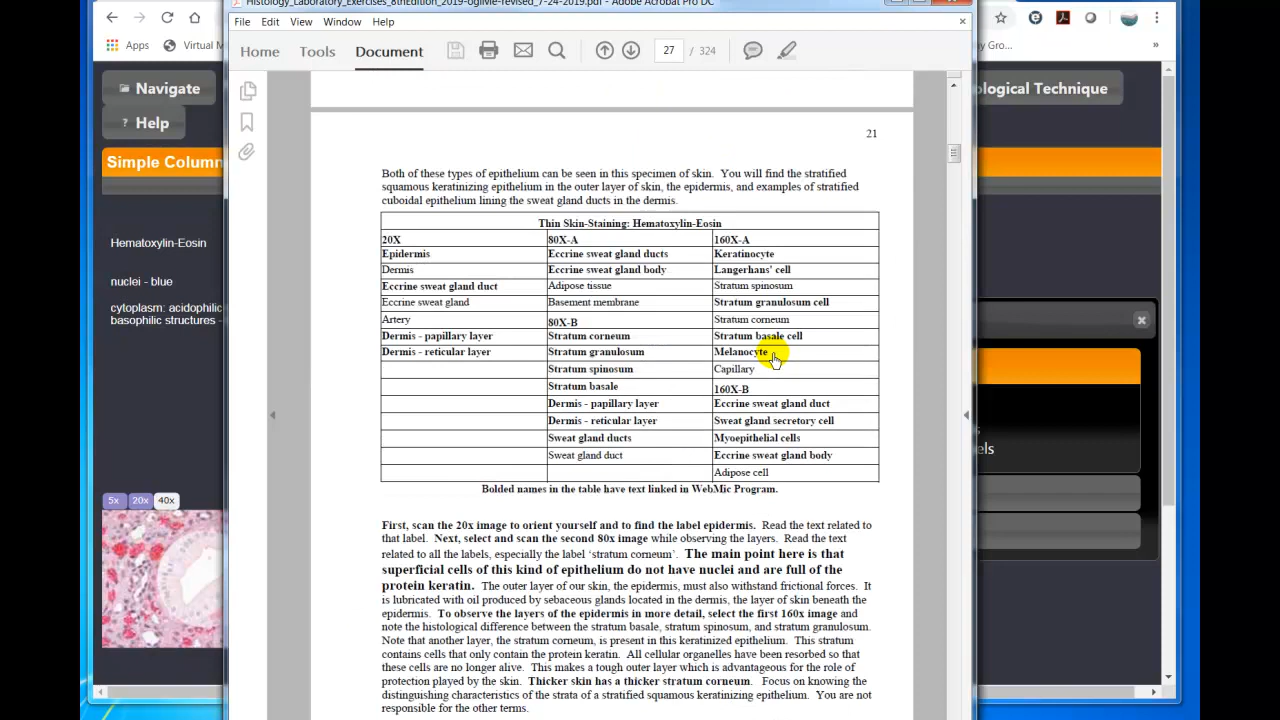 Histology_Laboratory_Exercises_8thEdition_2019-ogilvie-revised_7-24-2019.pdf - Adobe Acrobat Pro DC
File Edit View Window Help
Home Tools Document 27 / 324
Apps Virtual M
Navigate
Help
ological Technique
Simple Column
Hematoxylin-Eosin
nuclei - blue
cytoplasm: acidophilic
basophilic structures -
5x 20x 40x
21
Both of these types of epithelium can be seen in this specimen of skin. You will find the stratified
squamous keratinizing epithelium in the outer layer of skin, the epidermis, and examples of stratified
cuboidal epithelium lining the sweat gland ducts in the dermis.
Thin Skin-Staining: Hematoxylin-Eosin
20X 80X-A 160X-A
Epidermis Eccrine sweat gland ducts Keratinocyte
Dermis Eccrine sweat gland body Langerhans' cell
Eccrine sweat gland duct Adipose tissue Stratum spinosum
Eccrine sweat gland Basement membrane Stratum granulosum cell
Artery 80X-B Stratum corneum
Dermis - papillary layer Stratum corneum Stratum basale cell
Dermis - reticular layer Stratum granulosum Melanocyte
Stratum spinosum Capillary
Stratum basale 160X-B
Dermis - papillary layer Eccrine sweat gland duct
Dermis - reticular layer Sweat gland secretory cell
Sweat gland ducts Myoepithelial cells
Sweat gland duct Eccrine sweat gland body
Adipose cell
Bolded names in the table have text linked in WebMic Program.
First, scan the 20x image to orient yourself and to find the label epidermis. Read the text related to
that label. Next, select and scan the second 80x image while observing the layers. Read the text
related to all the labels, especially the label ‘stratum corneum’. The main point here is that
superficial cells of this kind of epithelium do not have nuclei and are full of the
protein keratin. The outer layer of our skin, the epidermis, must also withstand frictional forces. It
is lubricated with oil produced by sebaceous glands located in the dermis, the layer of skin beneath the
epidermis. To observe the layers of the epidermis in more detail, select the first 160x image and
note the histological difference between the stratum basale, stratum spinosum, and stratum granulosum.
Note that another layer, the stratum corneum, is present in this keratinized epithelium. This stratum
contains cells that only contain the protein keratin. All cellular organelles have been resorbed so that
these cells are no longer alive. This makes a tough outer layer which is advantageous for the role of
protection played by the skin. Thicker skin has a thicker stratum corneum. Focus on knowing the
distinguishing characteristics of the strata of a stratified squamous keratinizing epithelium. You are not
responsible for the other terms.